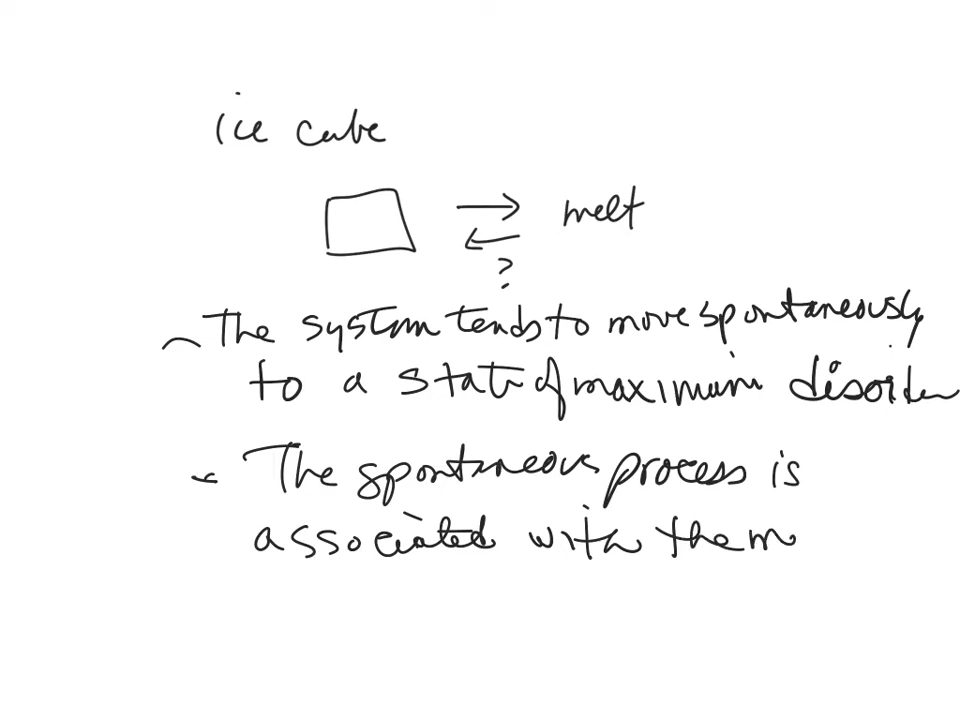 ice cube
melt
?
The system tends to move spontaneously
to a state of maximum disorder
The spontaneous process is
associated with them